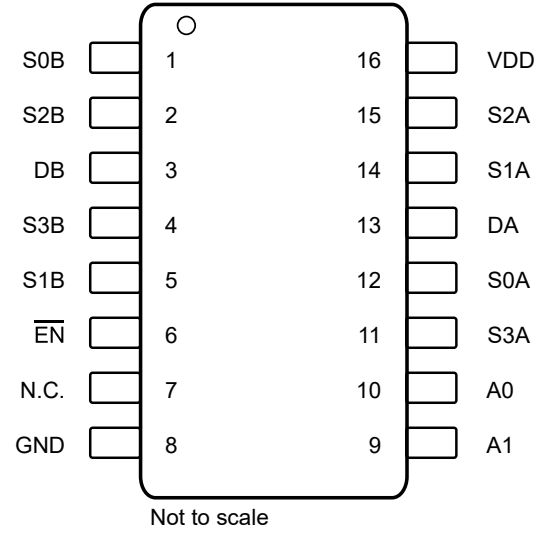 S0B 1 16 VDD
S2B 2 15 S2A
DB 3 14 S1A
S3B 4 13 DA
S1B 5 12 S0A
EN 6 11 S3A
N.C. 7 10 A0
GND 8 9 A1
Not to scale